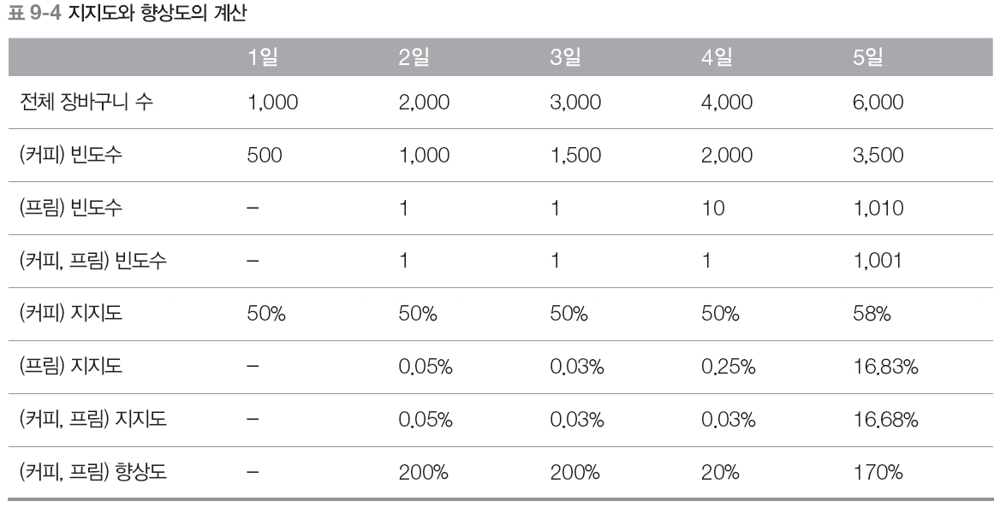 표 9-4 지지도와 향상도의 계산
1일 2일 3일 4일 5일
전체 장바구니 수 1,000 2,000 3,000 4,000 6,000
(커피) 빈도수 500 1,000 1,500 2,000 3,500
(프림) 빈도수 – 1 1 10 1,010
(커피, 프림) 빈도수 – 1 1 1 1,001
(커피) 지지도 50% 50% 50% 50% 58%
(프림) 지지도 – 0.05% 0.03% 0.25% 16.83%
(커피, 프림) 지지도 – 0.05% 0.03% 0.03% 16.68%
(커피, 프림) 향상도 – 200% 200% 20% 170%